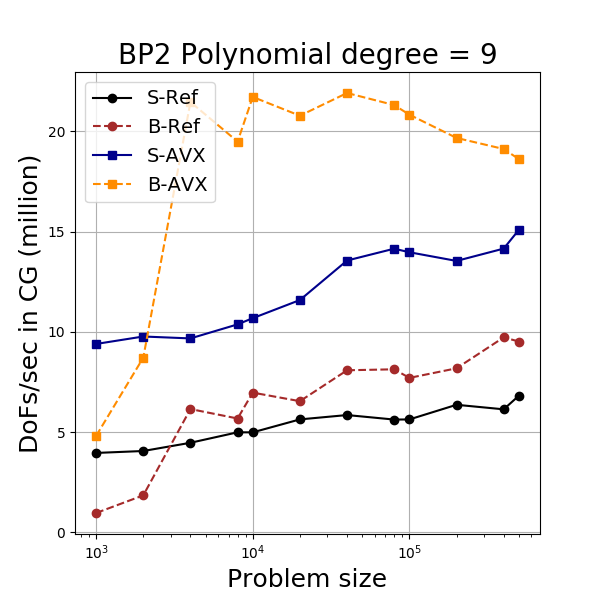 BP2 Polynomial degree = 9
S-Ref
B-Ref
S-AVX
B-AVX
DoFs/sec in CG (million)
20
15
10
5
0
10³
10⁴
10⁵
Problem size